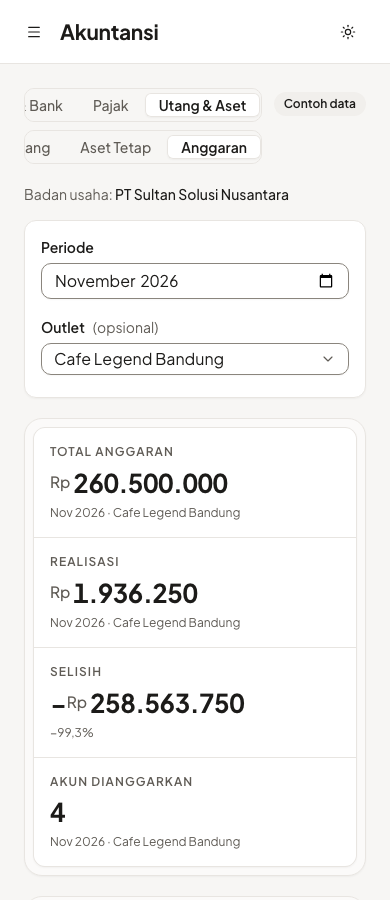 Akuntansi
Bank Pajak Utang & Aset Contoh data
ang Aset Tetap Anggaran
Badan usaha: PT Sultan Solusi Nusantara
Periode
November 2026
Outlet (opsional)
Cafe Legend Bandung
TOTAL ANGGARAN
Rp 260.500.000
Nov 2026 · Cafe Legend Bandung
REALISASI
Rp 1.936.250
Nov 2026 · Cafe Legend Bandung
SELISIH
−Rp 258.563.750
−99,3%
AKUN DIANGGARKAN
4
Nov 2026 · Cafe Legend Bandung